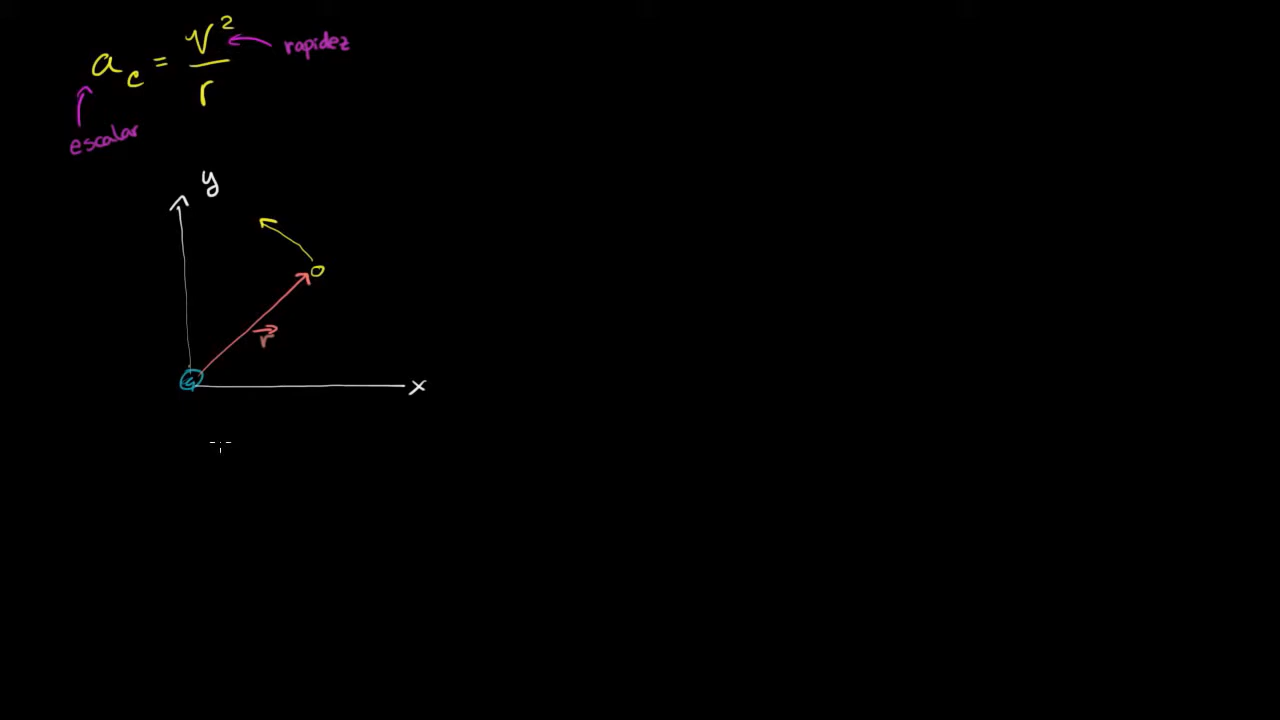 a_c = v²/r
rapidez
escalar
y
r⃗
x